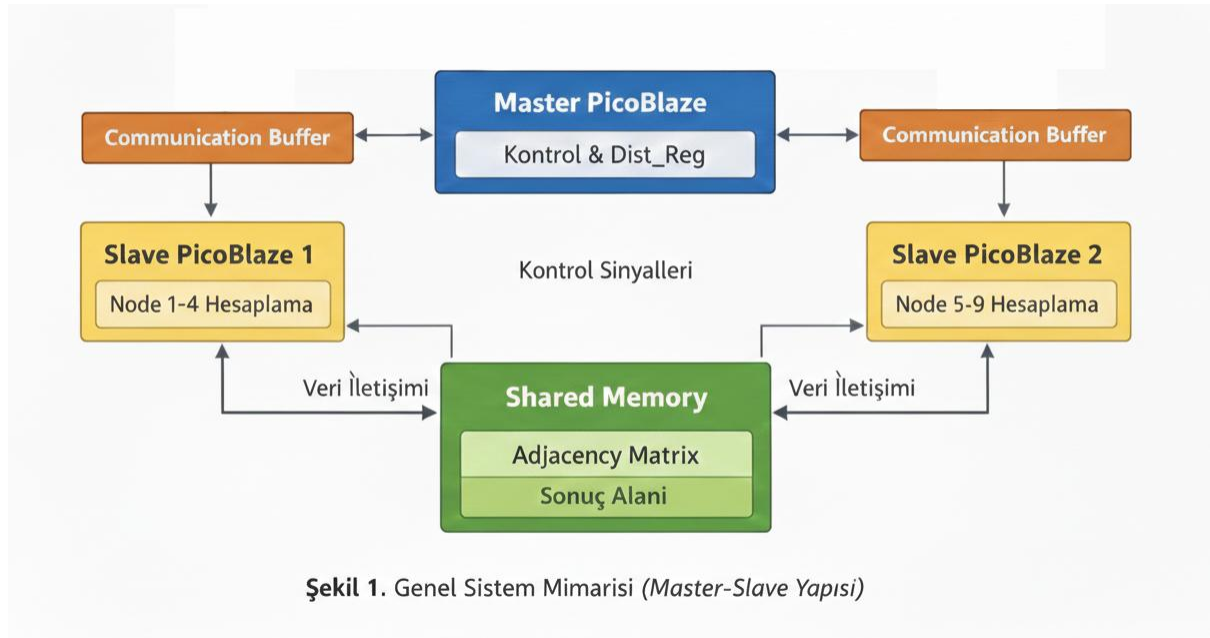 Master PicoBlaze
Kontrol & Dist_Reg
Communication Buffer
Communication Buffer
Slave PicoBlaze 1
Node 1-4 Hesaplama
Kontrol Sinyalleri
Slave PicoBlaze 2
Node 5-9 Hesaplama
Veri İletişimi
Veri İletişimi
Shared Memory
Adjacency Matrix
Sonuç Alani
Şekil 1. Genel Sistem Mimarisi (Master-Slave Yapısi)